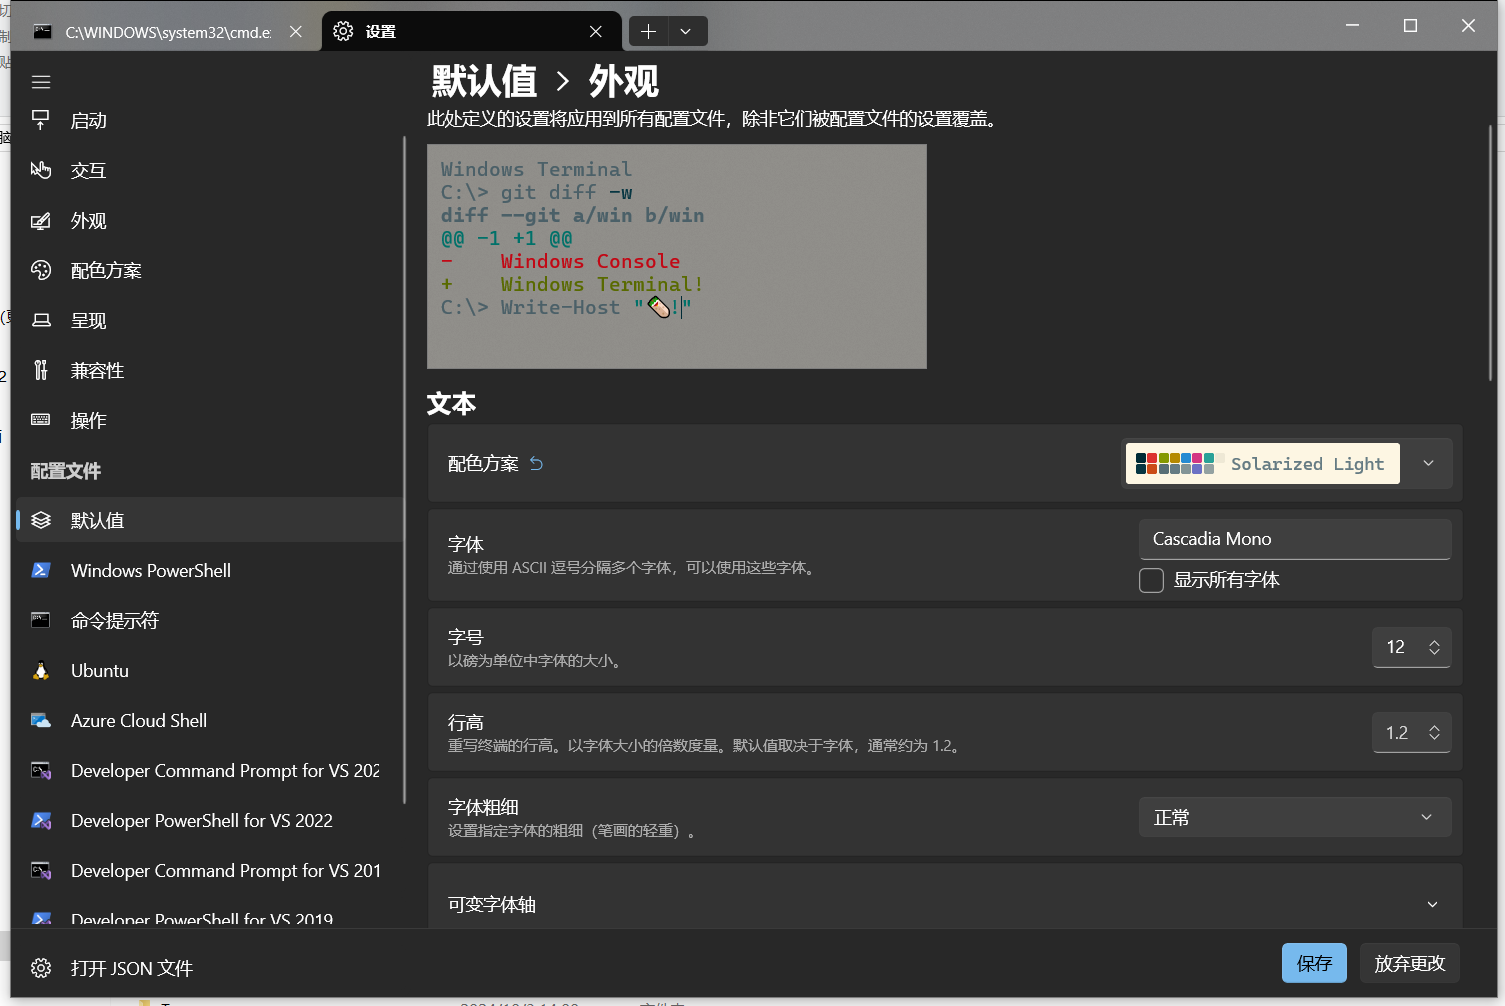 C:\WINDOWS\system32\cmd.e
设置
启动
交互
外观
配色方案
呈现
兼容性
操作
配置文件
默认值
Windows PowerShell
命令提示符
Ubuntu
Azure Cloud Shell
Developer Command Prompt for VS 202
Developer PowerShell for VS 2022
Developer Command Prompt for VS 201
Developer PowerShell for VS 2019
打开 JSON 文件
默认值 > 外观
此处定义的设置将应用到所有配置文件，除非它们被配置文件的设置覆盖。
Windows Terminal
C:\> git diff -w
diff --git a/win b/win
@@ -1 +1 @@
-    Windows Console
+    Windows Terminal!
C:\> Write-Host "🌯!"
文本
配色方案
Solarized Light
字体
通过使用 ASCII 逗号分隔多个字体，可以使用这些字体。
Cascadia Mono
显示所有字体
字号
以磅为单位中字体的大小。
12
行高
重写终端的行高。以字体大小的倍数度量。默认值取决于字体，通常约为 1.2。
1.2
字体粗细
设置指定字体的粗细（笔画的轻重）。
正常
可变字体轴
保存
放弃更改